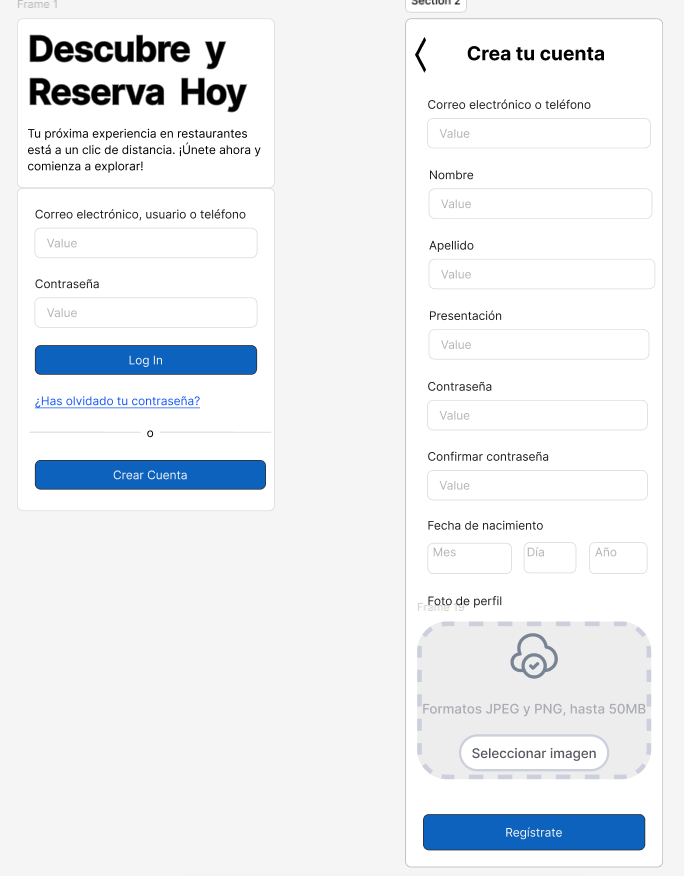 Frame 1
Descubre y
Reserva Hoy
Tu próxima experiencia en restaurantes
está a un clic de distancia. ¡Únete ahora y
comienza a explorar!
Correo electrónico, usuario o teléfono
Value
Contraseña
Value
Log In
¿Has olvidado tu contraseña?
o
Crear Cuenta
Section 2
Crea tu cuenta
Correo electrónico o teléfono
Value
Nombre
Value
Apellido
Value
Presentación
Value
Contraseña
Value
Confirmar contraseña
Value
Fecha de nacimiento
Mes Día Año
Foto de perfil
Frame 19
Formatos JPEG y PNG, hasta 50MB
Seleccionar imagen
Regístrate